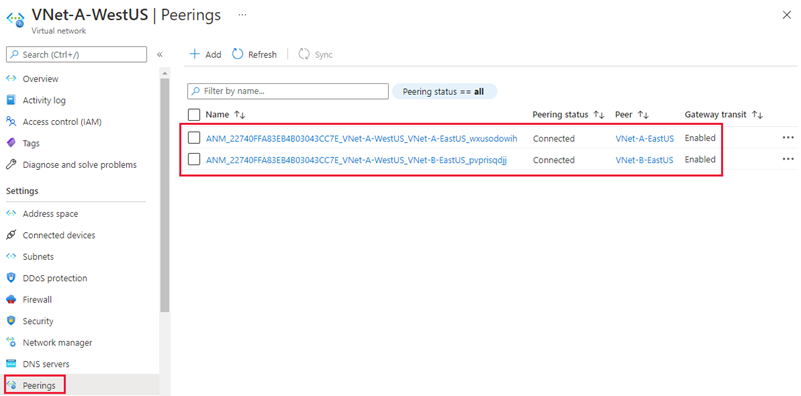 VNet-A-WestUS | Peerings ...
Virtual network
Search (Ctrl+/)
«
Overview
Activity log
Access control (IAM)
Tags
Diagnose and solve problems
Settings
Address space
Connected devices
Subnets
DDoS protection
Firewall
Security
Network manager
DNS servers
Peerings
+ Add Refresh Sync
Filter by name... Peering status == all
Name Peering status Peer Gateway transit
ANM_22740FFA83EB4B03043CC7E_VNet-A-WestUS_VNet-A-EastUS_wxusodowih Connected VNet-A-EastUS Enabled ...
ANM_22740FFA83EB4B03043CC7E_VNet-A-WestUS_VNet-B-EastUS_pvprisqdjj Connected VNet-B-EastUS Enabled ...